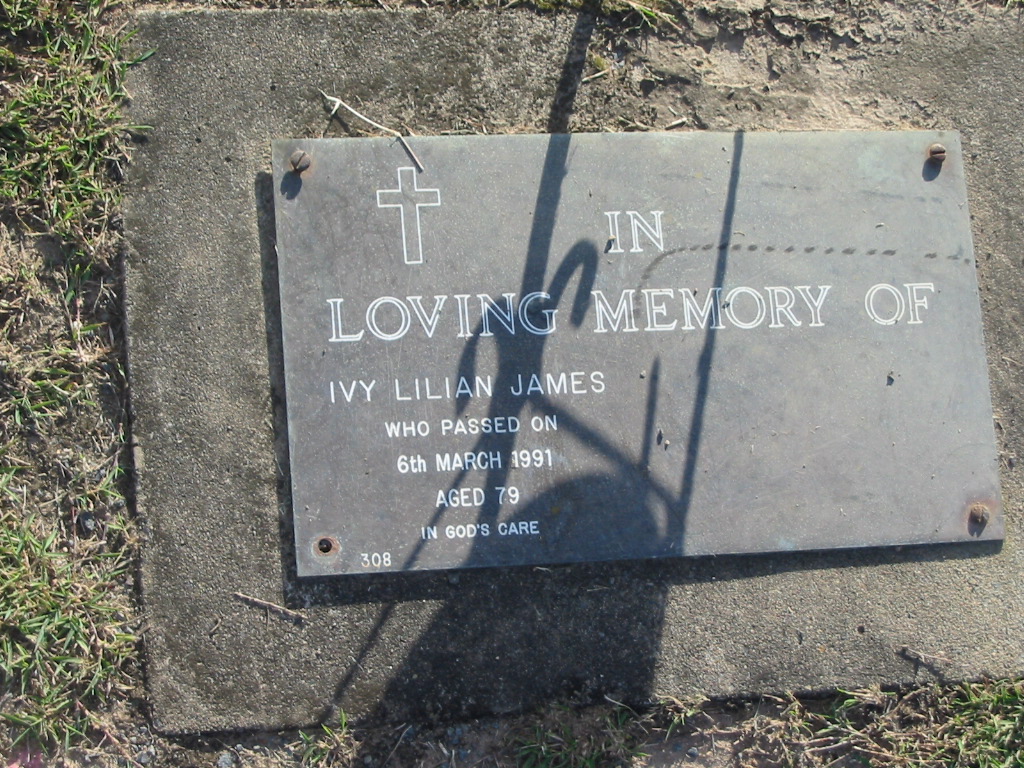 IN
LOVING MEMORY OF
IVY LILIAN JAMES
WHO PASSED ON
6th MARCH 1991
AGED 79
IN GOD'S CARE
308